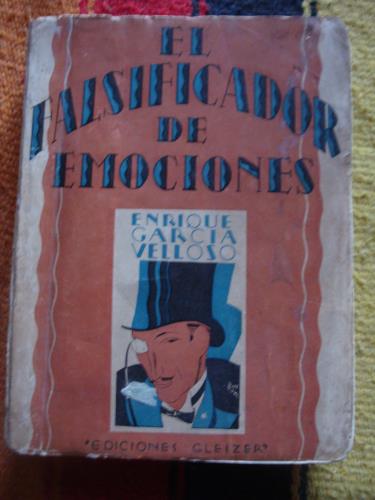 EL
FALSIFICADOR
DE
EMOCIONES
ENRIQUE
GARCIA
VELLOSO
"EDICIONES GLEIZER"